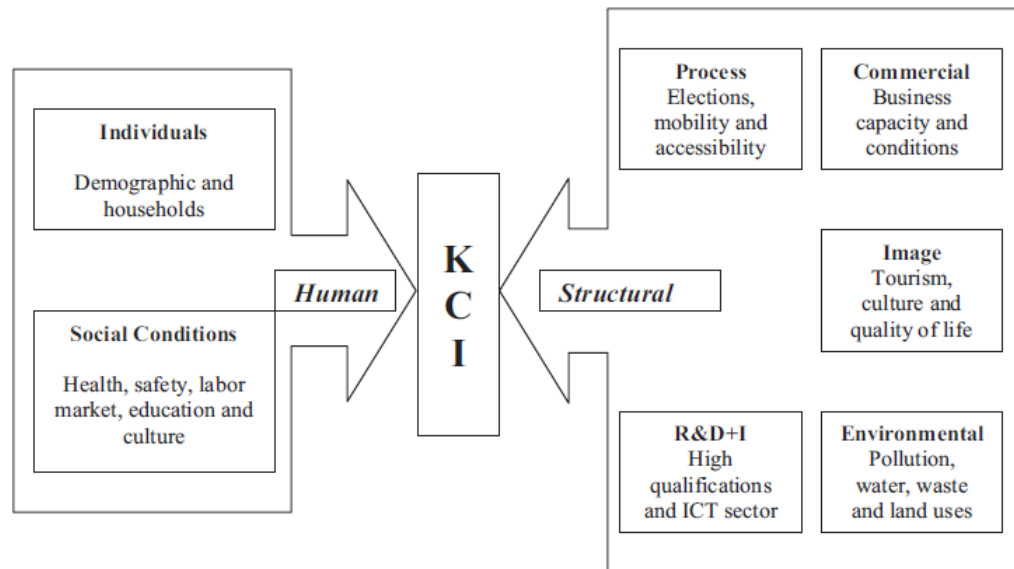 Individuals
Demographic and
households
Social Conditions
Health, safety, labor
market, education and
culture
Human
K
C
I
Structural
Process
Elections,
mobility and
accessibility
Commercial
Business
capacity and
conditions
Image
Tourism,
culture and
quality of life
R&D+I
High
qualifications
and ICT sector
Environmental
Pollution,
water, waste
and land uses